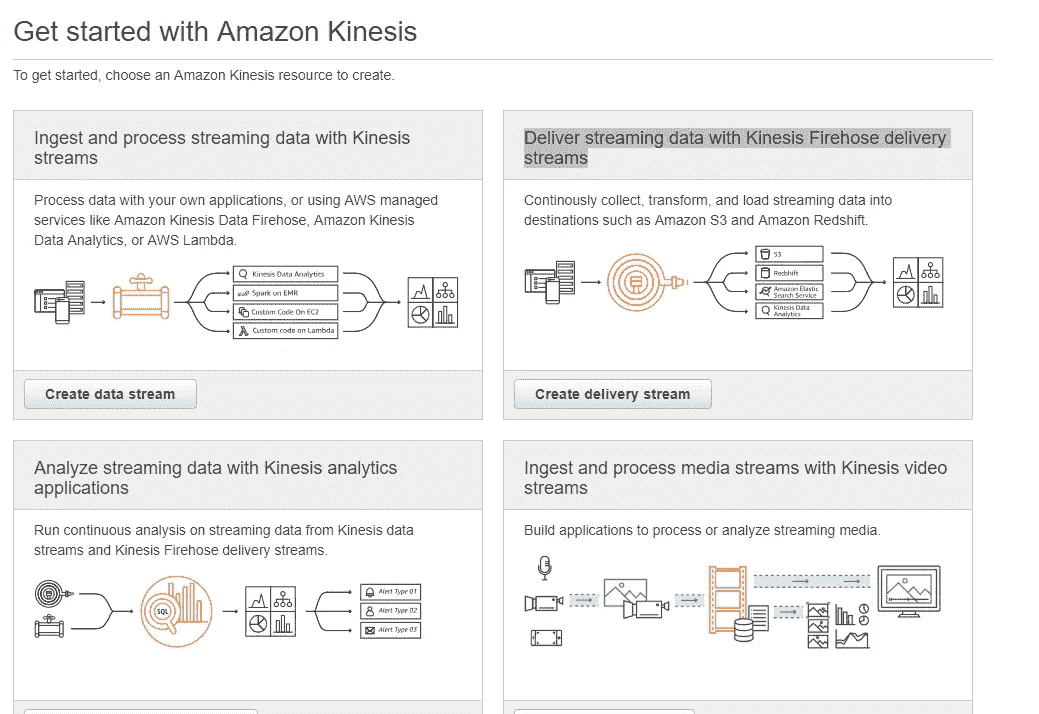 Get started with Amazon Kinesis
To get started, choose an Amazon Kinesis resource to create.
Ingest and process streaming data with Kinesis
streams
Process data with your own applications, or using AWS managed
services like Amazon Kinesis Data Firehose, Amazon Kinesis
Data Analytics, or AWS Lambda.
Kinesis Data Analytics
Spark on EMR
Custom Code On EC2
Custom code on Lambda
Create data stream
Deliver streaming data with Kinesis Firehose delivery
streams
Continously collect, transform, and load streaming data into
destinations such as Amazon S3 and Amazon Redshift.
S3
Redshift
Amazon Elastic
Search Service
Kinesis Data
Analytics
Create delivery stream
Analyze streaming data with Kinesis analytics
applications
Run continuous analysis on streaming data from Kinesis data
streams and Kinesis Firehose delivery streams.
SQL
Alert Type 01
Alert Type 02
Alert Type 03
Ingest and process media streams with Kinesis video
streams
Build applications to process or analyze streaming media.